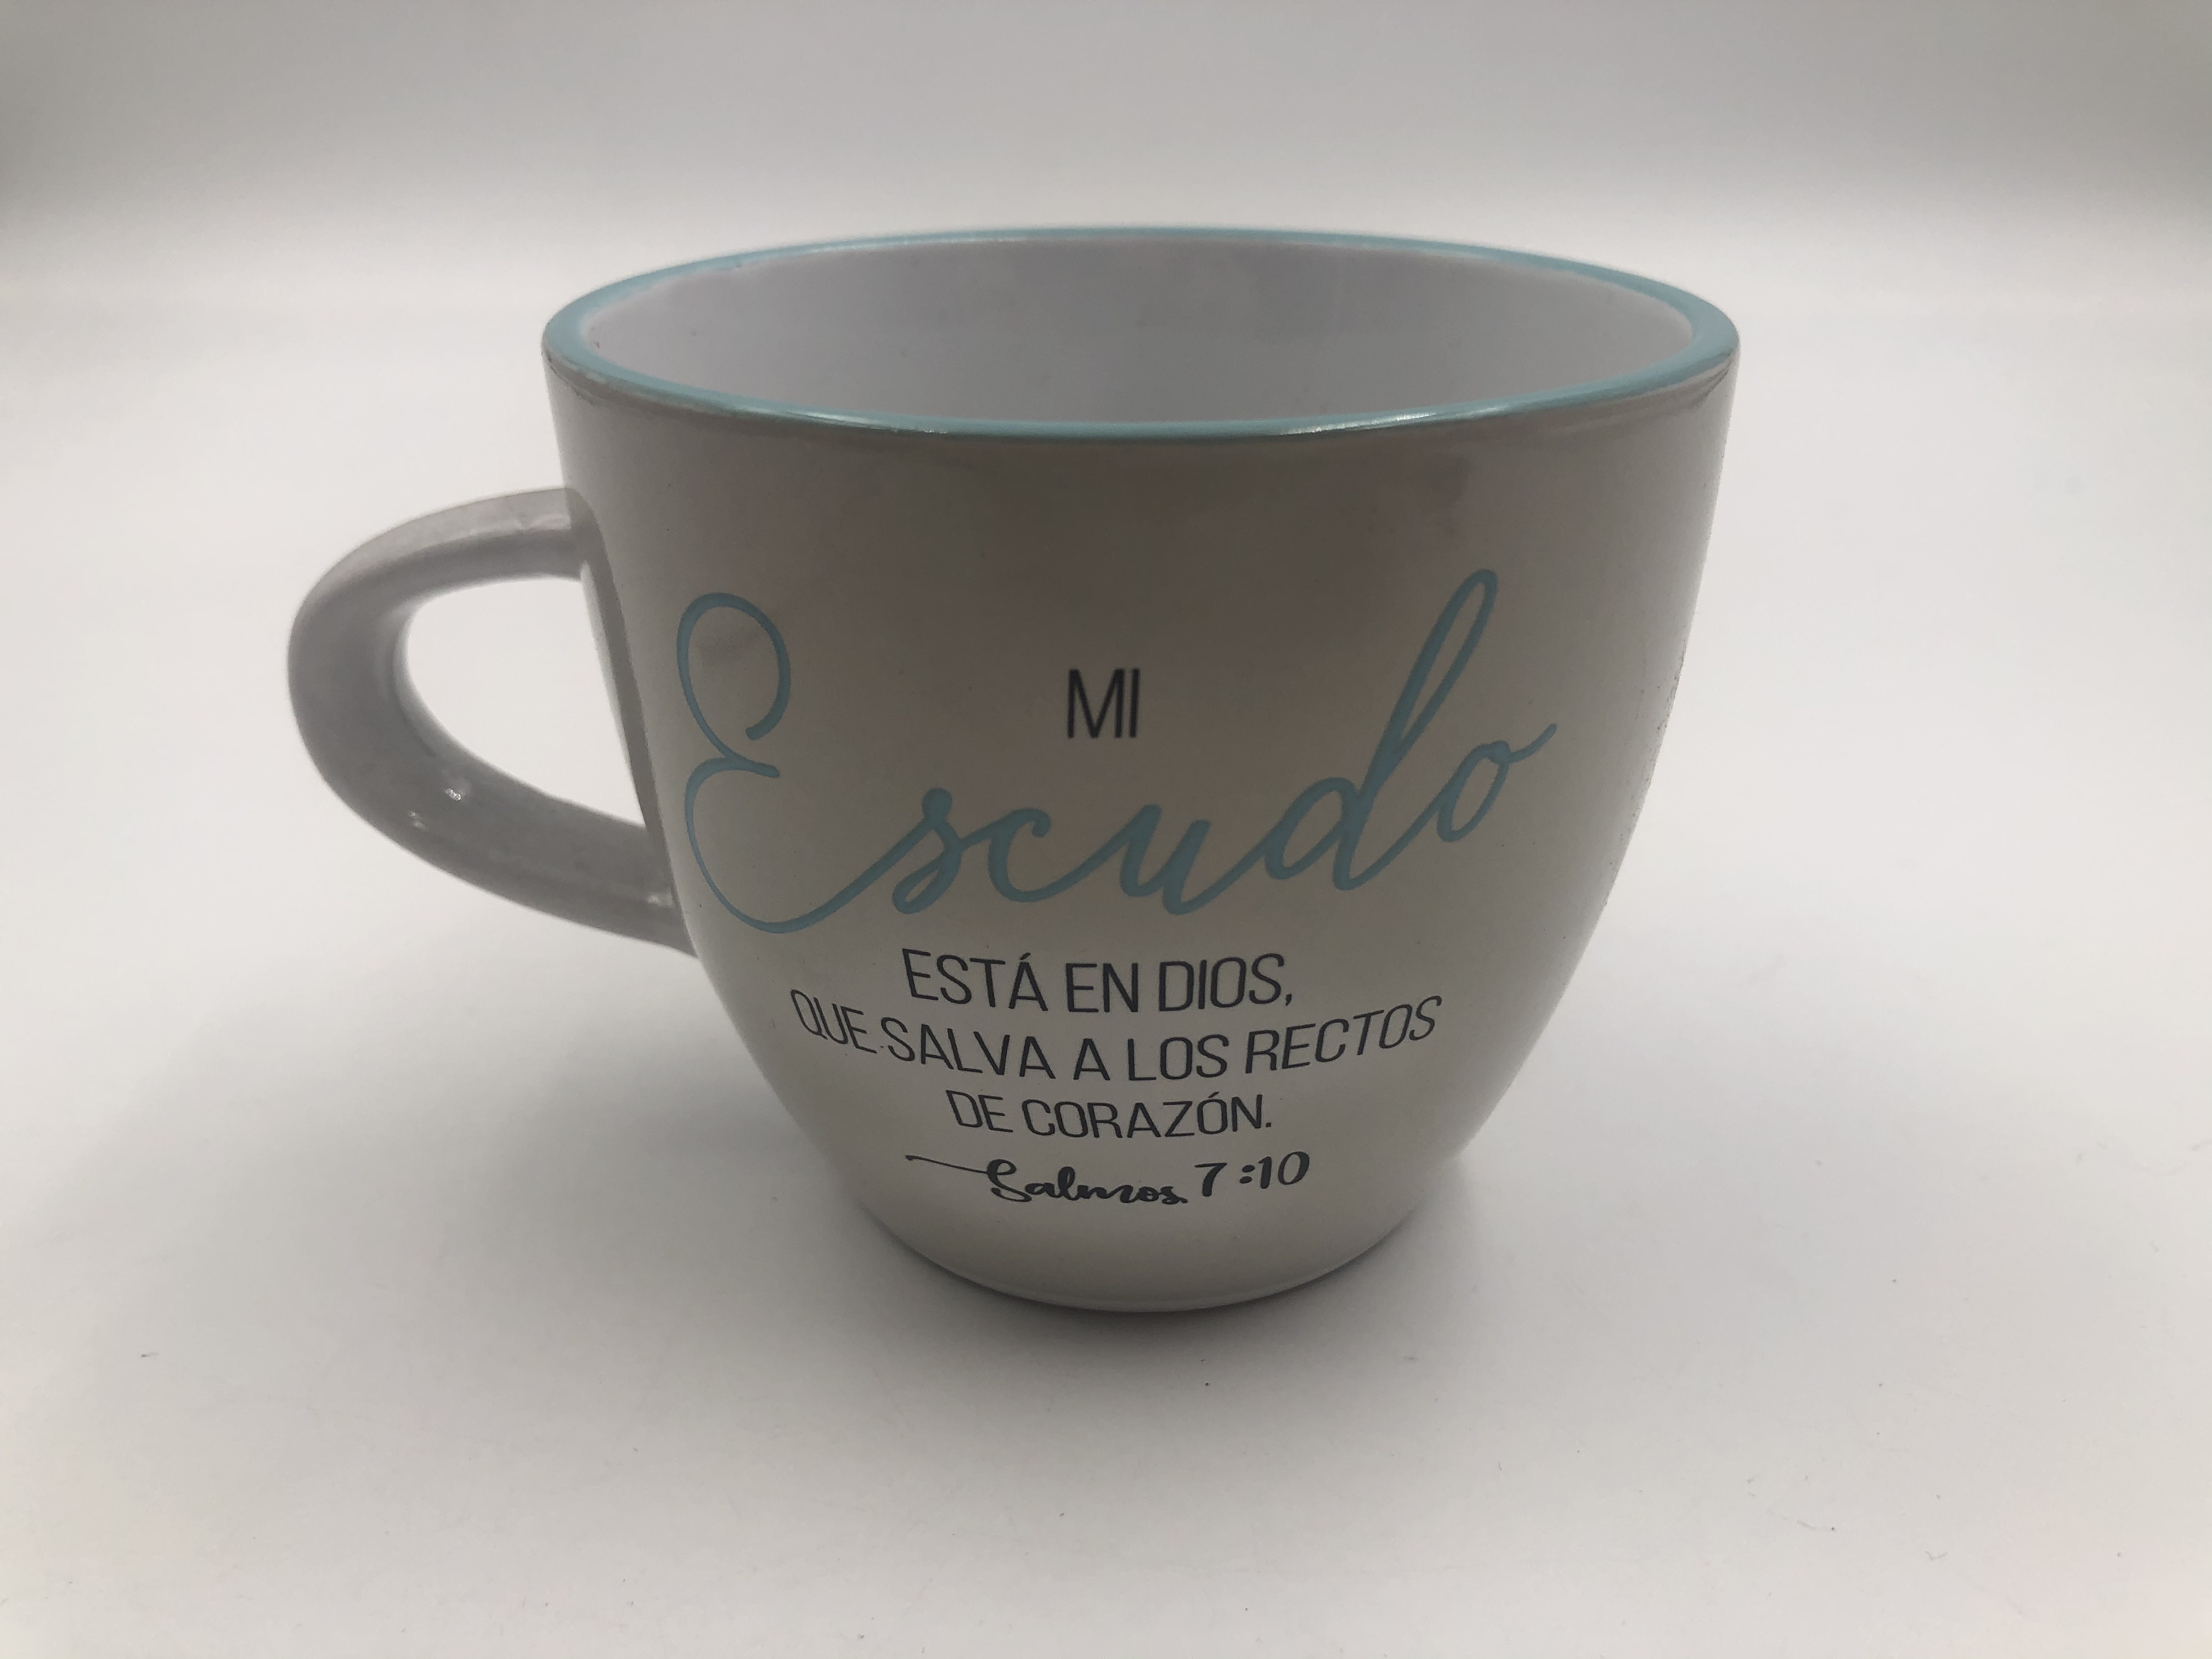 MI
Escudo
ESTÁ EN DIOS,
QUE SALVA A LOS RECTOS
DE CORAZÓN.
Salmos 7:10